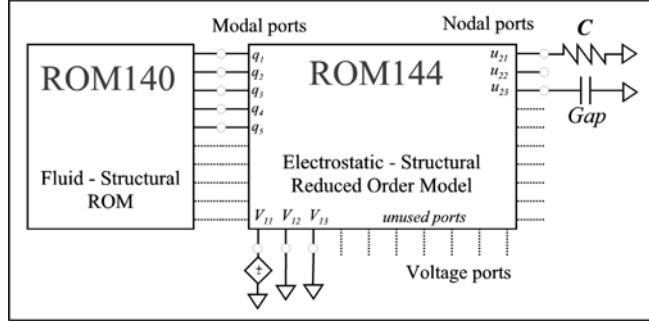 Modal ports
Nodal ports
C
ROM140
ROM144
q1
q2
q3
q4
q5
u21
u22
u23
Gap
Fluid - Structural
ROM
Electrostatic - Structural
Reduced Order Model
V11 V12 V13
unused ports
±
Voltage ports